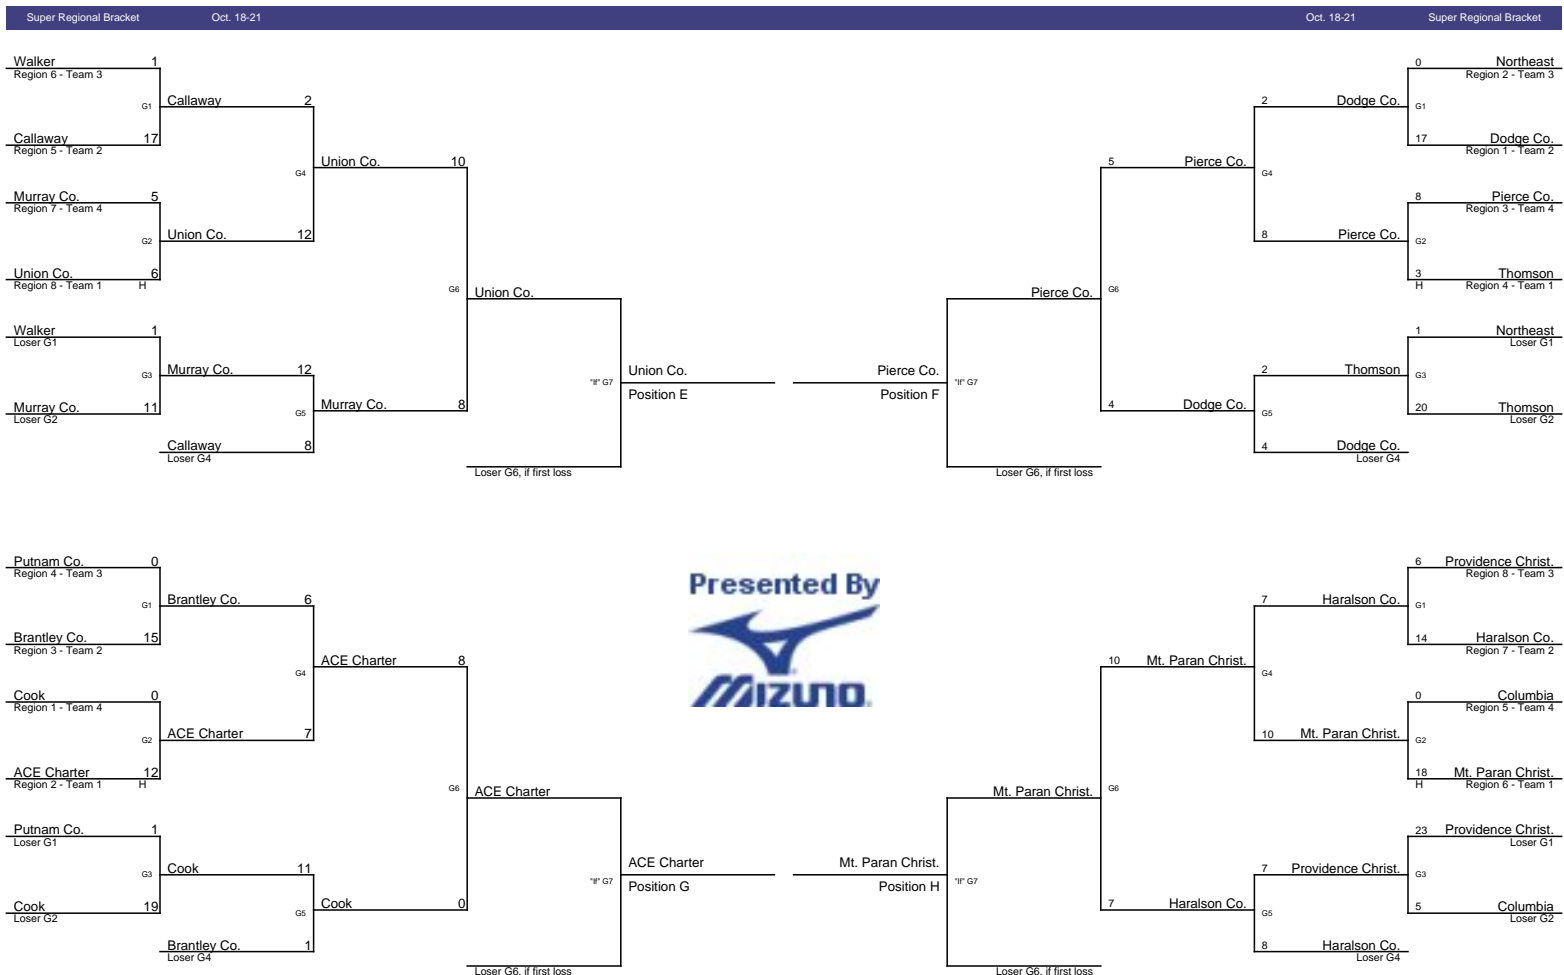 Super Regional Bracket Oct. 18-21 Oct. 18-21 Super Regional Bracket
Walker 1
Region 6 - Team 3
G1 Callaway 2
Callaway 17
Region 5 - Team 2
G4 Union Co. 10
Murray Co. 5
Region 7 - Team 4
G2 Union Co. 12
Union Co. 6
Region 8 - Team 1 H
G6 Union Co.
Walker 1
Loser G1
G3 Murray Co. 12
Murray Co. 11
Loser G2
G5 Murray Co. 8
Callaway 8
Loser G4
Loser G6, if first loss
"If" G7
Union Co.
Position E
0 Northeast
Region 2 - Team 3
2 Dodge Co. G1
17 Dodge Co.
Region 1 - Team 2
5 Pierce Co. G4
8 Pierce Co.
Region 3 - Team 4
8 Pierce Co. G2
3 Thomson
H Region 4 - Team 1
Pierce Co. G6
1 Northeast
Loser G1
2 Thomson G3
20 Thomson
Loser G2
4 Dodge Co. G5
4 Dodge Co.
Loser G4
Loser G6, if first loss
"If" G7
Pierce Co.
Position F
Putnam Co. 0
Region 4 - Team 3
G1 Brantley Co. 6
Brantley Co. 15
Region 3 - Team 2
G4 ACE Charter 8
Cook 0
Region 1 - Team 4
G2 ACE Charter 7
ACE Charter 12
Region 2 - Team 1 H
G6 ACE Charter
Putnam Co. 1
Loser G1
G3 Cook 11
Cook 19
Loser G2
G5 Cook 0
Brantley Co. 1
Loser G4
Loser G6, if first loss
"If" G7
ACE Charter
Position G
Presented By
MIZUNO
6 Providence Christ.
Region 8 - Team 3
7 Haralson Co. G1
14 Haralson Co.
Region 7 - Team 2
10 Mt. Paran Christ. G4
0 Columbia
Region 5 - Team 4
10 Mt. Paran Christ. G2
18 Mt. Paran Christ.
H Region 6 - Team 1
Mt. Paran Christ. G6
23 Providence Christ.
Loser G1
7 Providence Christ. G3
5 Columbia
Loser G2
7 Haralson Co. G5
8 Haralson Co.
Loser G4
Loser G6, if first loss
"If" G7
Mt. Paran Christ.
Position H